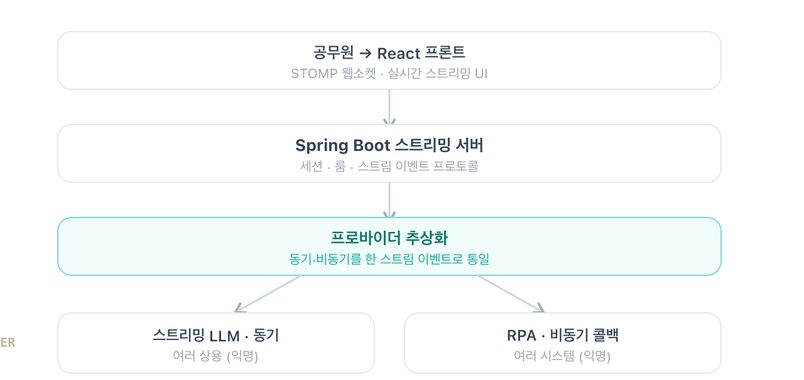 공무원 → React 프론트
STOMP 웹소켓 · 실시간 스트리밍 UI
Spring Boot 스트리밍 서버
세션 · 룸 · 스트림 이벤트 프로토콜
프로바이더 추상화
동기·비동기를 한 스트림 이벤트로 통일
스트리밍 LLM · 동기
여러 상용 (익명)
RPA · 비동기 콜백
여러 시스템 (익명)
ER